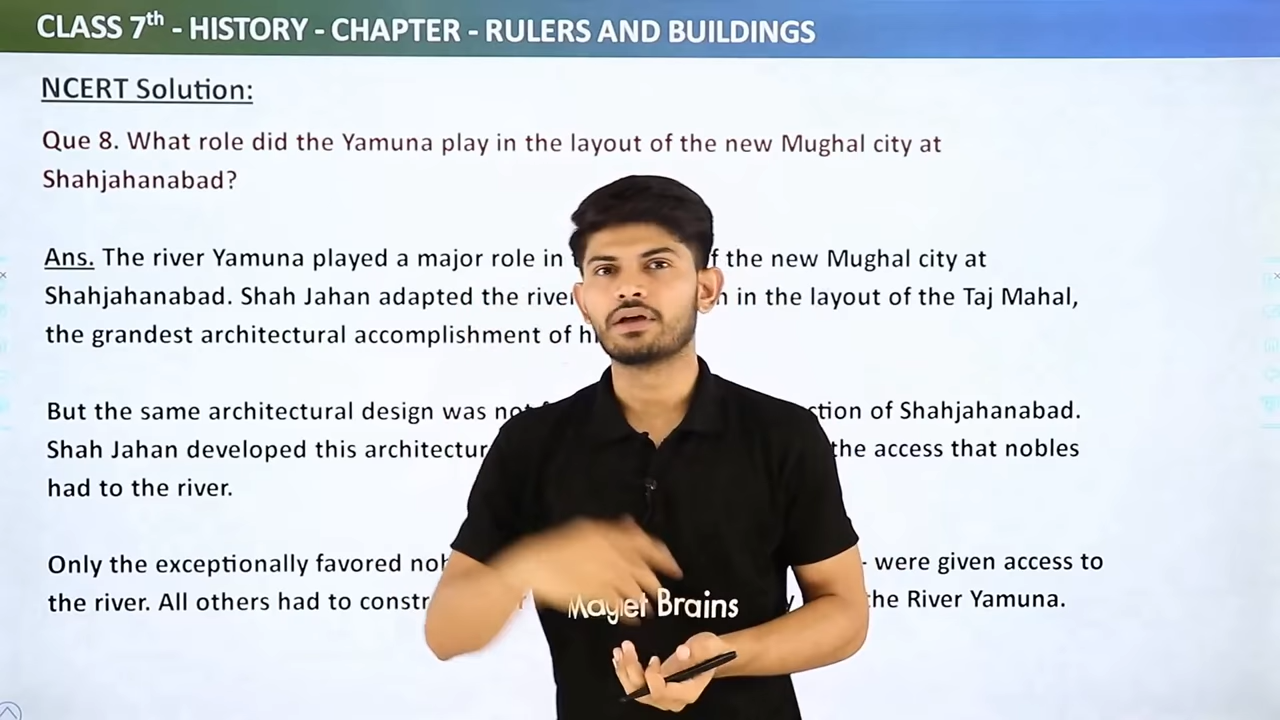 CLASS 7th - HISTORY - CHAPTER - RULERS AND BUILDINGS
NCERT Solution:
Que 8. What role did the Yamuna play in the layout of the new Mughal city at
Shahjahanabad?
Ans. The river Yamuna played a major role in the new Mughal city at
Shahjahanabad. Shah Jahan adapted the in the layout of the Taj Mahal,
the grandest architectural accomplishment of
But the same architectural design was not of Shahjahanabad.
Shah Jahan developed this the access that nobles
had to the river.
Only the exceptionally favored were given access to
the river. All others had to the River Yamuna.
Magnet Brains